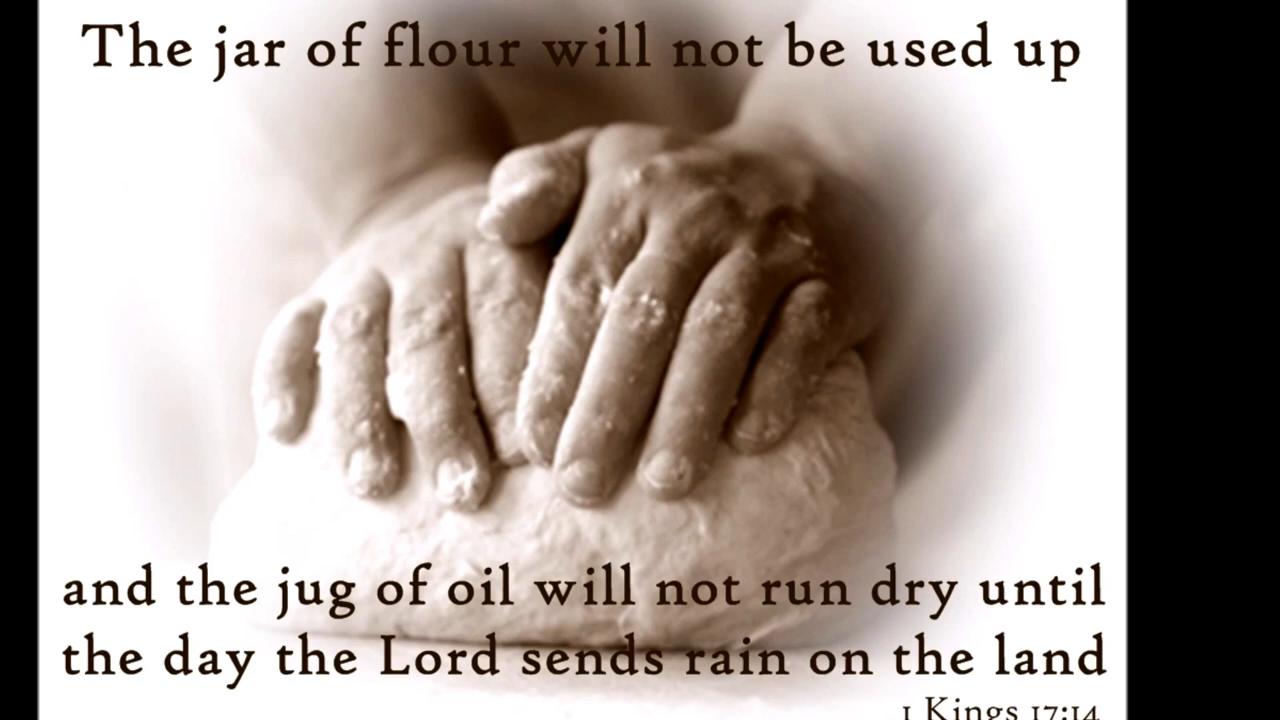 The jar of flour will not be used up
and the jug of oil will not run dry until
the day the Lord sends rain on the land
1 Kings 17:14